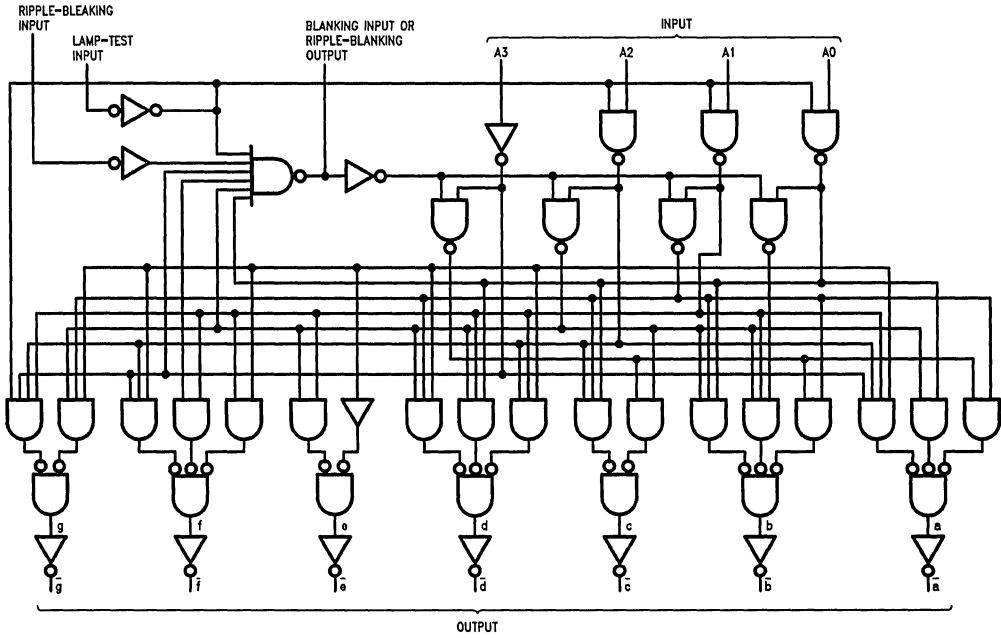 RIPPLE-BLEAKING
INPUT
LAMP-TEST
INPUT
BLANKING INPUT OR
RIPPLE-BLANKING
OUTPUT
INPUT
A3
A2
A1
A0
g
f
o
d
c
b
a
g̅
f̅
e̅
d̅
c̅
b̅
a̅
OUTPUT